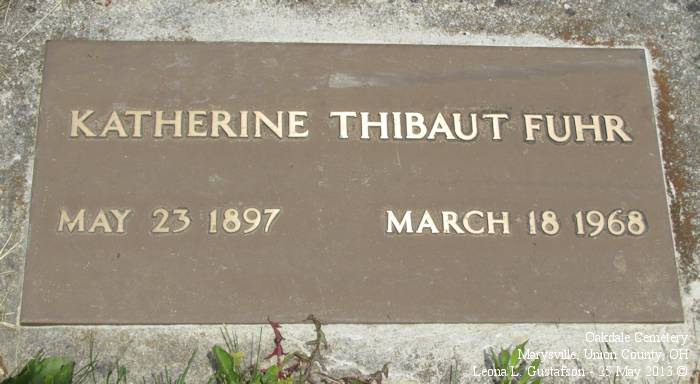 KATHERINE THIBAUT FUHR
MAY 23 1897 MARCH 18 1968
Oakdale Cemetery
Marysville, Union County, OH
Leona L. Gustafson - 25 May 2013 ©